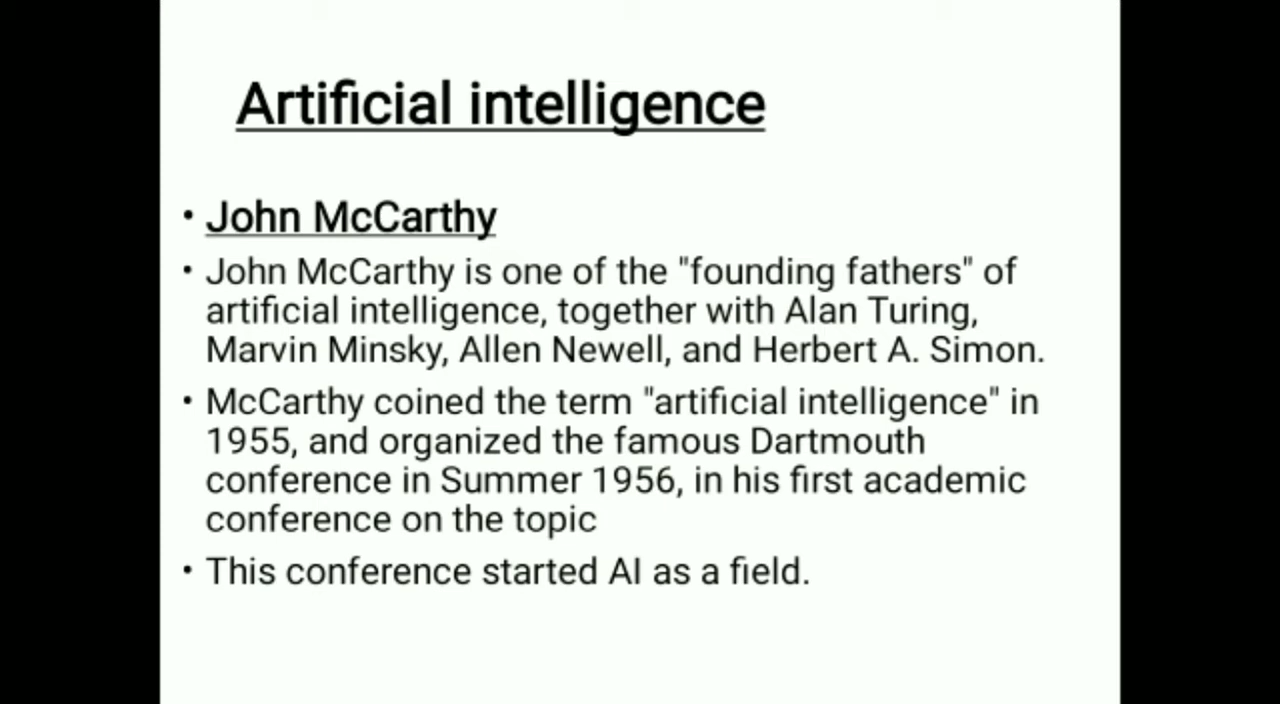 Artificial intelligence
• John McCarthy
• John McCarthy is one of the "founding fathers" of
artificial intelligence, together with Alan Turing,
Marvin Minsky, Allen Newell, and Herbert A. Simon.
• McCarthy coined the term "artificial intelligence" in
1955, and organized the famous Dartmouth
conference in Summer 1956, in his first academic
conference on the topic
• This conference started AI as a field.